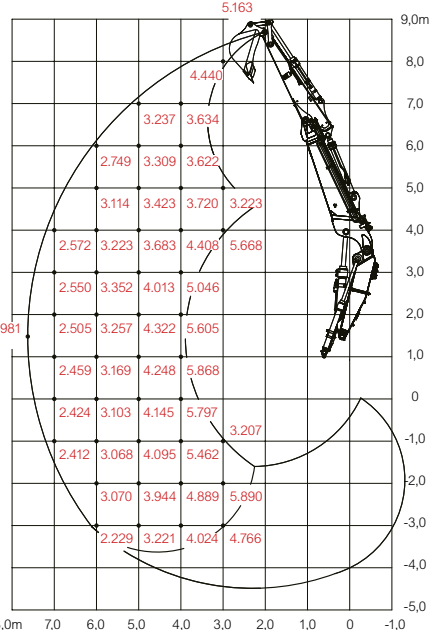 5.163
9,0m
8,0
4.440
7,0
3.237 3.634
6,0
2.749 3.309 3.622
5,0
3.114 3.423 3.720 3.223
4,0
2.572 3.223 3.683 4.408 5.668
3,0
2.550 3.352 4.013 5.046
2,0
981 2.505 3.257 4.322 5.605
1,0
2.459 3.169 4.248 5.868
0
2.424 3.103 4.145 5.797
3.207
-1,0
2.412 3.068 4.095 5.462
-2,0
3.070 3.944 4.889 5.890
-3,0
2.229 3.221 4.024 4.766
-4,0
-5,0
,0m 7,0 6,0 5,0 4,0 3,0 2,0 1,0 0 -1,0